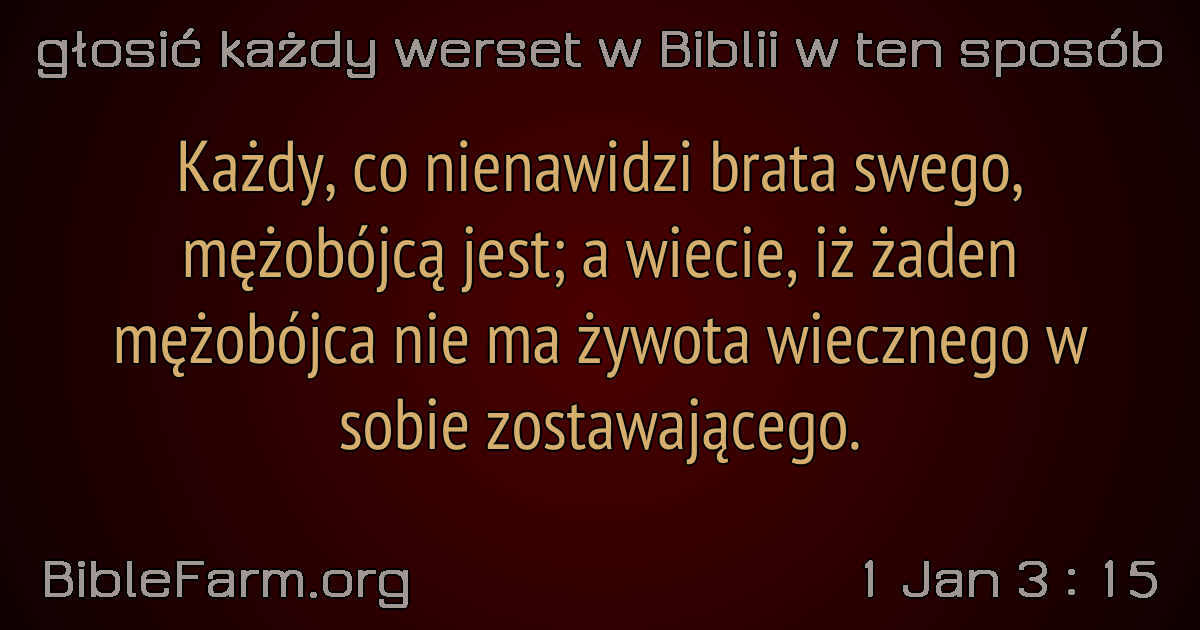 głosić każdy werset w Biblii w ten sposób
Każdy, co nienawidzi brata swego,
mężobójcą jest; a wiecie, iż żaden
mężobójca nie ma żywota wiecznego w
sobie zostawającego.
BibleFarm.org
1 Jan 3 : 15